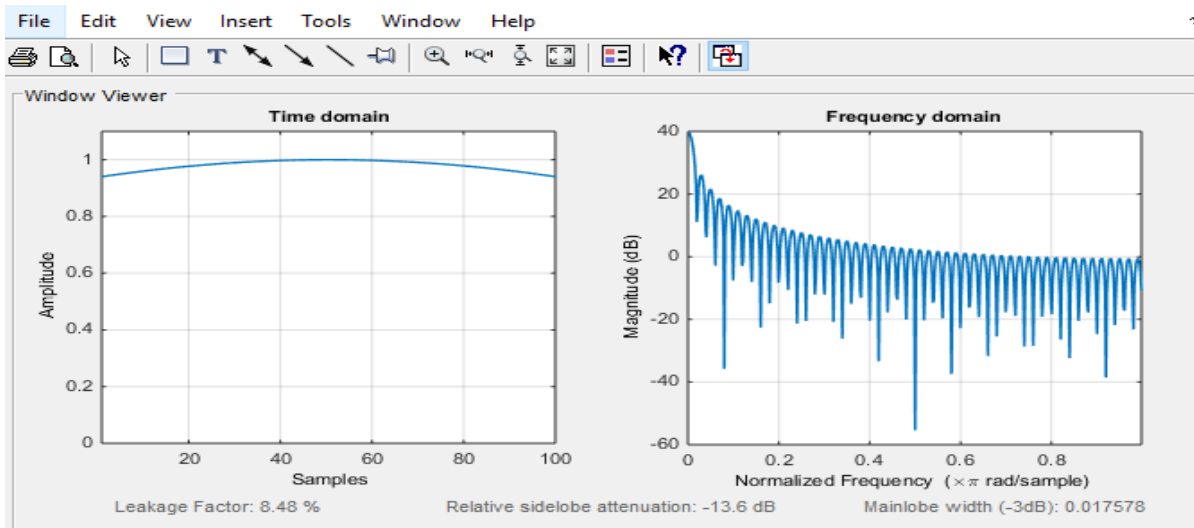 File Edit View Insert Tools Window Help
T
?
Window Viewer
Time domain
Amplitude
1
0.8
0.6
0.4
0.2
0
20 40 60 80 100
Samples
Frequency domain
Magnitude (dB)
40
20
0
-20
-40
-60
0 0.2 0.4 0.6 0.8
Normalized Frequency (×π rad/sample)
Leakage Factor: 8.48 % Relative sidelobe attenuation: -13.6 dB Mainlobe width (-3dB): 0.017578